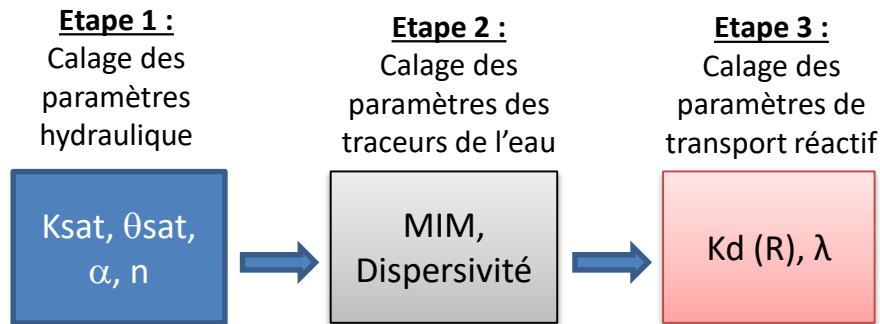 Etape 1 :
Calage des
paramètres
hydraulique
Ksat, θsat,
α, n
Etape 2 :
Calage des
paramètres des
traceurs de l'eau
MIM,
Dispersivité
Etape 3 :
Calage des
paramètres de
transport réactif
Kd (R), λ